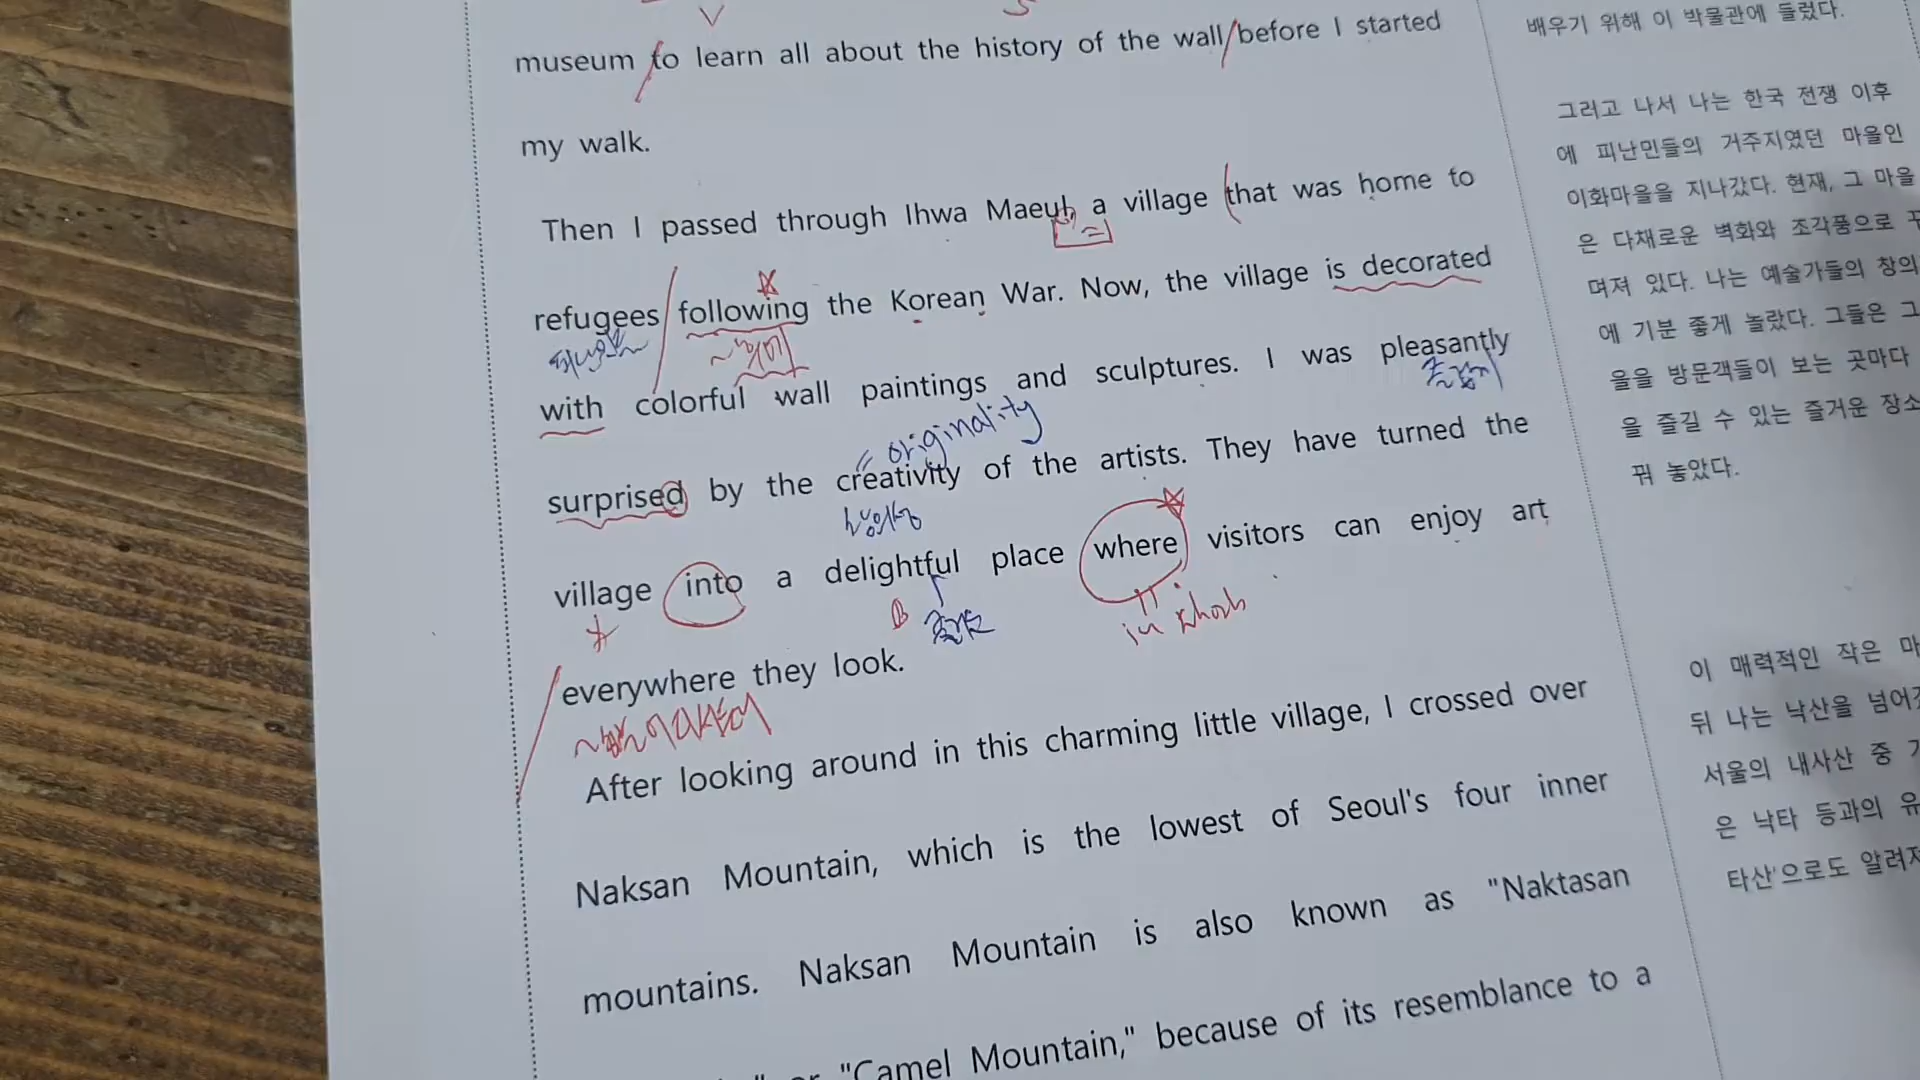 museum to learn all about the history of the wall before I started
my walk.
Then I passed through Ihwa Maeul, a village that was home to
refugees following the Korean War. Now, the village is decorated
with colorful wall paintings and sculptures. I was pleasantly
= originality
surprised by the creativity of the artists. They have turned the
village into a delightful place where visitors can enjoy art
in
everywhere they look.
After looking around in this charming little village, I crossed over
Naksan Mountain, which is the lowest of Seoul's four inner
mountains. Naksan Mountain is also known as "Naktasan
"Camel Mountain," because of its resemblance to a
배우기 위해 이 박물관에 들렀다.
그리고 나서 나는 한국 전쟁 이후
에 피난민들의 거주지였던 마을인
이화마을을 지나갔다. 현재, 그 마을
은 다채로운 벽화와 조각품으로 꾸
며져 있다. 나는 예술가들의 창의
에 기분 좋게 놀랐다. 그들은 그
을을 방문객들이 보는 곳마다
을 즐길 수 있는 즐거운 장소
꿔 놓았다.
이 매력적인 작은 마
뒤 나는 낙산을 넘어
서울의 내사산 중
은 낙타 등과의 유
타산'으로도 알려져